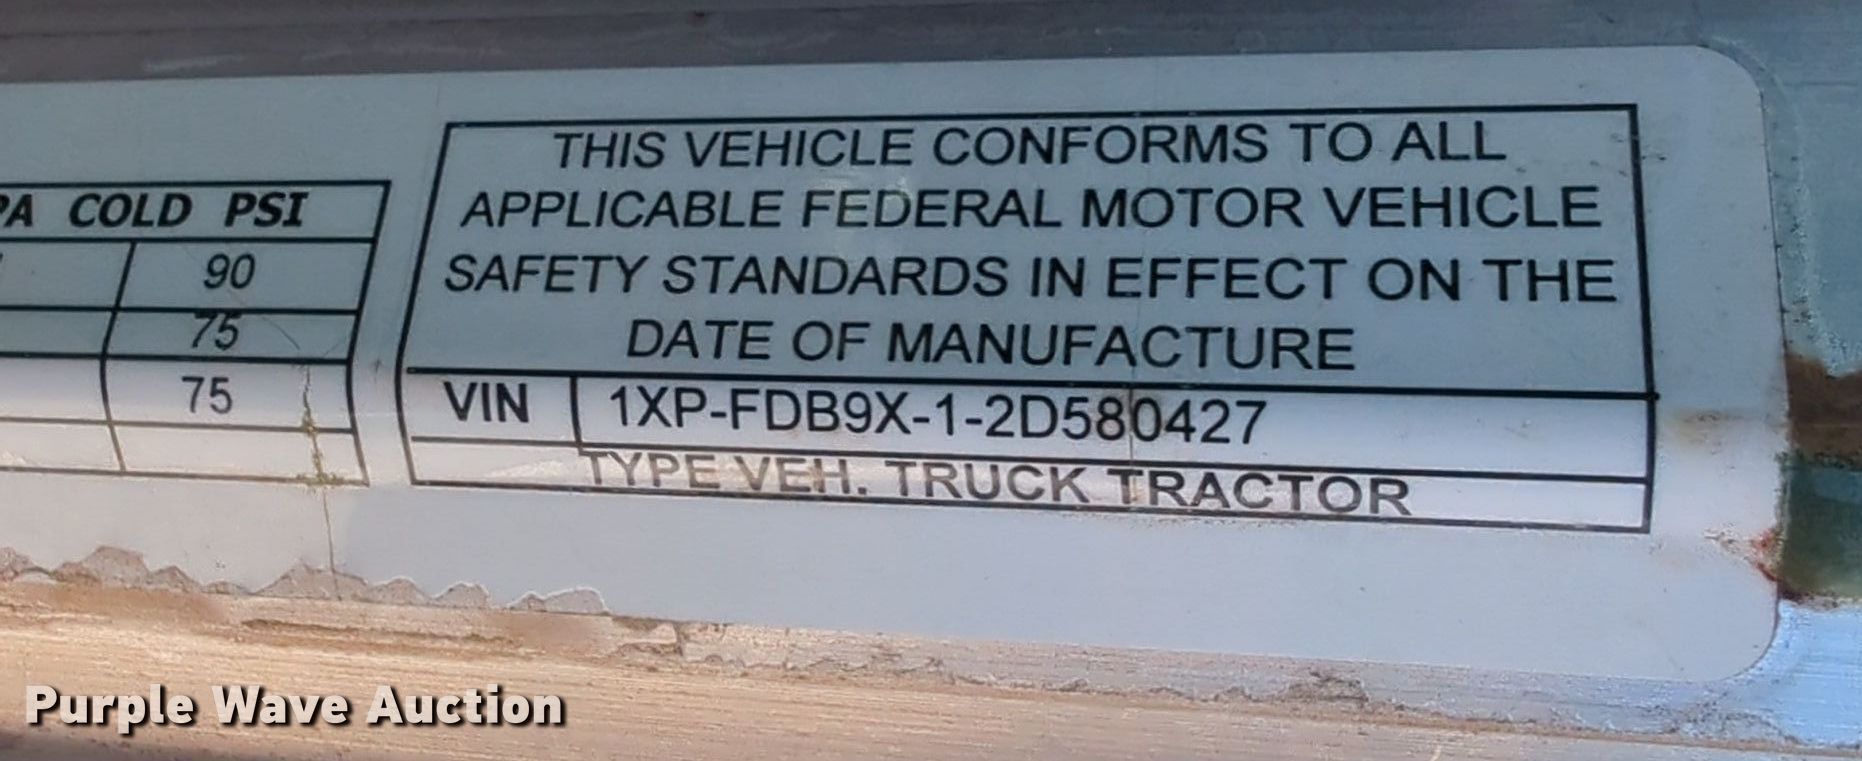 PA COLD PSI
90
75
75
THIS VEHICLE CONFORMS TO ALL
APPLICABLE FEDERAL MOTOR VEHICLE
SAFETY STANDARDS IN EFFECT ON THE
DATE OF MANUFACTURE
VIN 1XP-FDB9X-1-2D580427
TYPE VEH. TRUCK TRACTOR
Purple Wave Auction